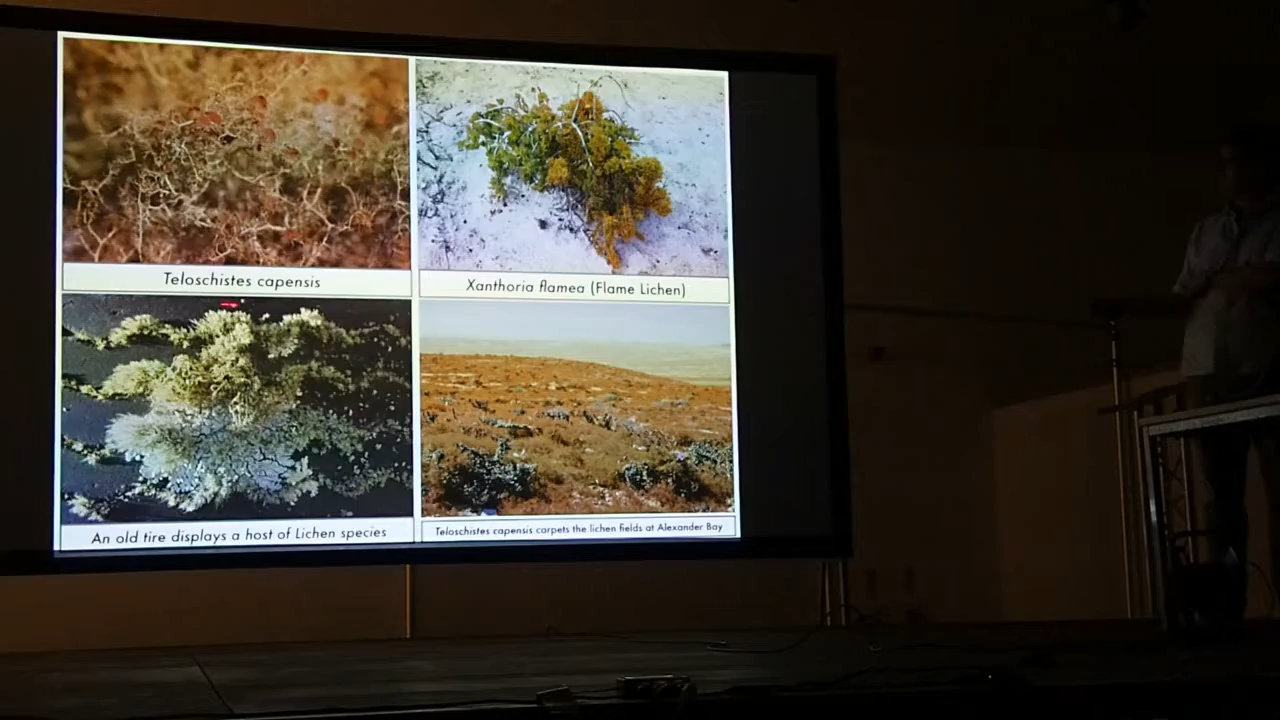 Teloschistes capensis
Xanthoria flamea (Flame Lichen)
An old tire displays a host of Lichen species
Teloschistes capensis carpets the lichen fields at Alexander Bay